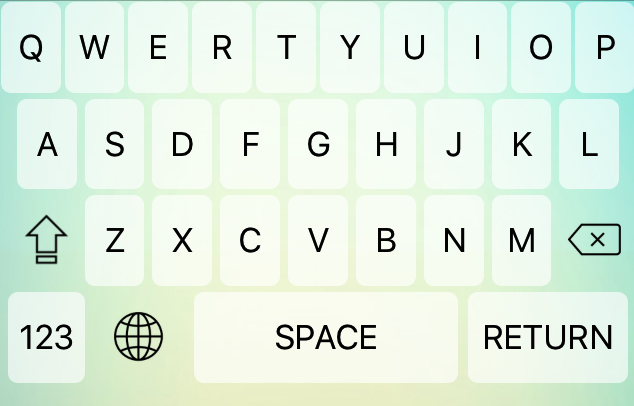 Q W E R T Y U I O P
A S D F G H J K L
Z X C V B N M
123 SPACE RETURN